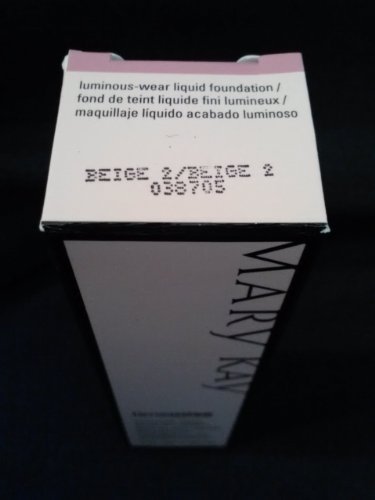 luminous-wear liquid foundation /
fond de teint liquide fini lumineux /
maquillaje líquido acabado luminoso
BEIGE 2/BEIGE 2
038705
MARY KAY